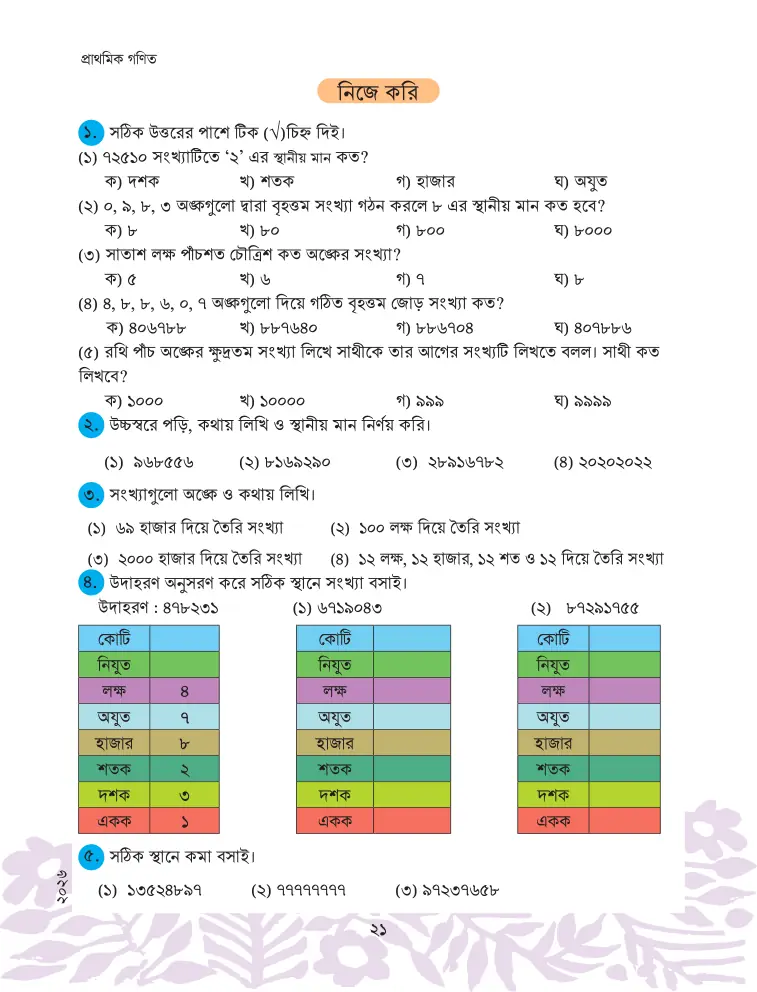 প্রাথমিক গণিত
নিজে করি
১. সঠিক উত্তরের পাশে টিক (√)চিহ্ন দিই।
(১) ৭২৫১০ সংখ্যাটিতে ‘২’ এর স্থানীয় মান কত?
ক) দশক খ) শতক গ) হাজার ঘ) অযুত
(২) ০, ৯, ৮, ৩ অঙ্কগুলো দ্বারা বৃহত্তম সংখ্যা গঠন করলে ৮ এর স্থানীয় মান কত হবে?
ক) ৮ খ) ৮০ গ) ৮০০ ঘ) ৮০০০
(৩) সাতাশ লক্ষ পাঁচশত চৌত্রিশ কত অঙ্কের সংখ্যা?
ক) ৫ খ) ৬ গ) ৭ ঘ) ৮
(৪) ৪, ৮, ৮, ৬, ০, ৭ অঙ্কগুলো দিয়ে গঠিত বৃহত্তম জোড় সংখ্যা কত?
ক) ৪০৬৭৮৮ খ) ৮৮৭৬৪০ গ) ৮৮৬৭০৪ ঘ) ৪০৭৮৮৬
(৫) রথি পাঁচ অঙ্কের ক্ষুদ্রতম সংখ্যা লিখে সাথীকে তার আগের সংখ্যটি লিখতে বলল। সাথী কত
লিখবে?
ক) ১০০০ খ) ১০০০০ গ) ৯৯৯ ঘ) ৯৯৯৯
২. উচ্চস্বরে পড়ি, কথায় লিখি ও স্থানীয় মান নির্ণয় করি।
(১) ৯৬৮৫৫৬ (২) ৮১৬৯২৯০ (৩) ২৮৯১৬৭৮২ (৪) ২০২০২০২২
৩. সংখ্যাগুলো অঙ্কে ও কথায় লিখি।
(১) ৬৯ হাজার দিয়ে তৈরি সংখ্যা (২) ১০০ লক্ষ দিয়ে তৈরি সংখ্যা
(৩) ২০০০ হাজার দিয়ে তৈরি সংখ্যা (৪) ১২ লক্ষ, ১২ হাজার, ১২ শত ও ১২ দিয়ে তৈরি সংখ্যা
৪. উদাহরণ অনুসরণ করে সঠিক স্থানে সংখ্যা বসাই।
উদাহরণ : ৪৭৮২৩১ (১) ৬৭১৯০৪৩ (২) ৮৭২৯১৭৫৫
কোটি কোটি কোটি
নিযুত নিযুত নিযুত
লক্ষ ৪ লক্ষ লক্ষ
অযুত ৭ অযুত অযুত
হাজার ৮ হাজার হাজার
শতক ২ শতক শতক
দশক ৩ দশক দশক
একক ১ একক একক
৫. সঠিক স্থানে কমা বসাই।
(১) ১৩৫২৪৮৯৭ (২) ৭৭৭৭৭৭৭৭ (৩) ৯৭২৩৭৬৫৮
২০২৬
২১